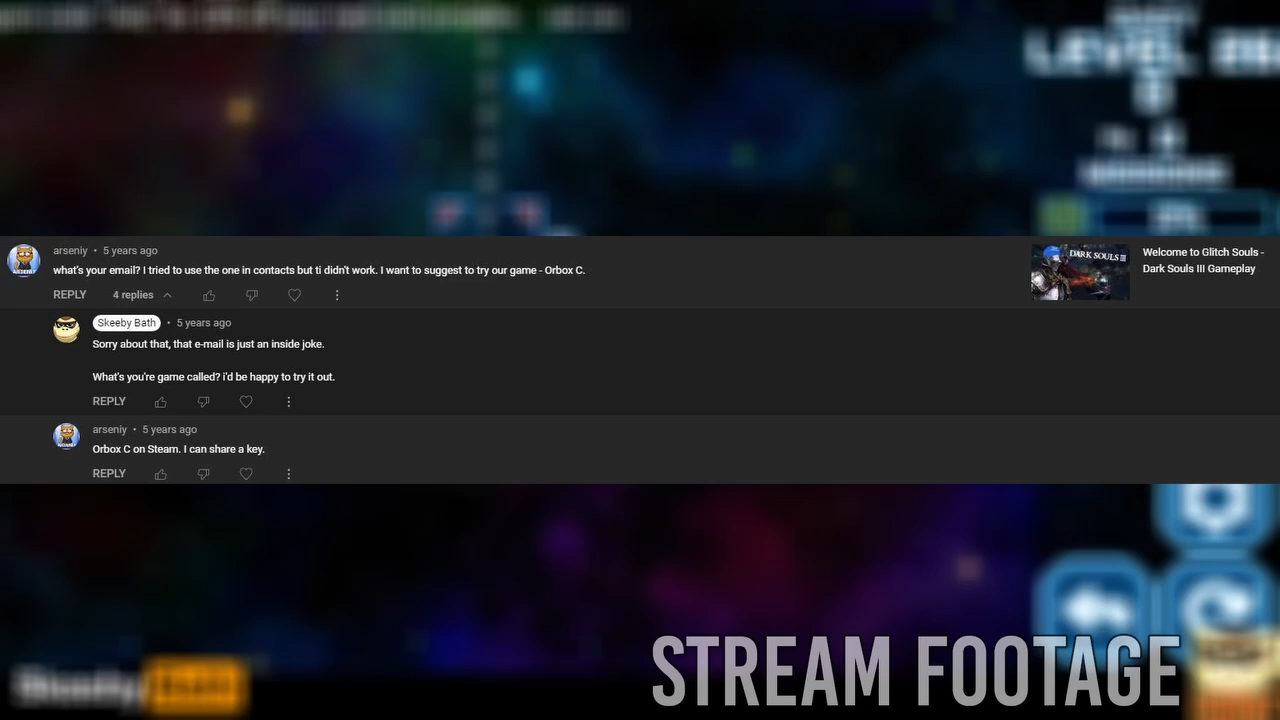 LEVEL
arseniy • 5 years ago
what's your email? I tried to use the one in contacts but ti didn't work. I want to suggest to try our game - Orbox C.
REPLY 4 replies
DARK SOULS III
Welcome to Glitch Souls -
Dark Souls III Gameplay
Skeeby Bath • 5 years ago
Sorry about that, that e-mail is just an inside joke.
What's you're game called? i'd be happy to try it out.
REPLY
arseniy • 5 years ago
Orbox C on Steam. I can share a key.
REPLY
STREAM FOOTAGE
Skeeby Bath